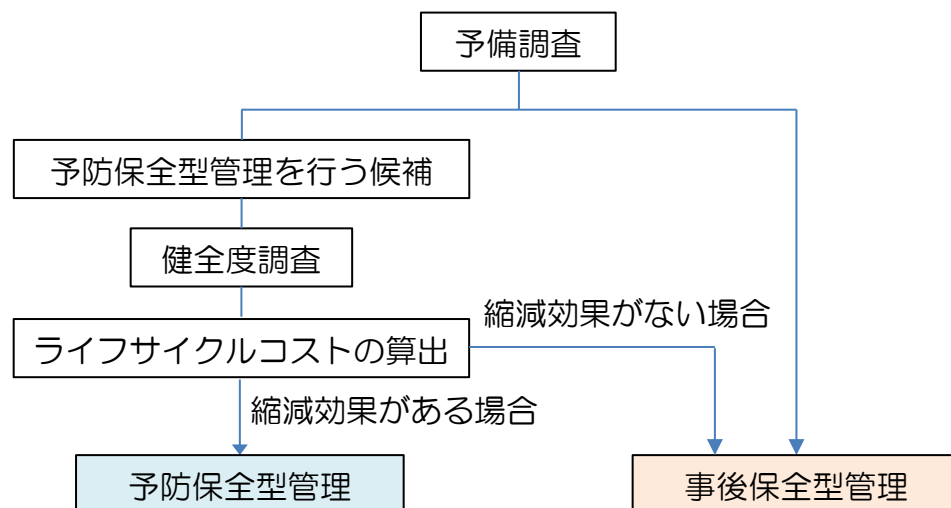 予備調査
予防保全型管理を行う候補
健全度調査
縮減効果がない場合
ライフサイクルコストの算出
縮減効果がある場合
予防保全型管理
事後保全型管理